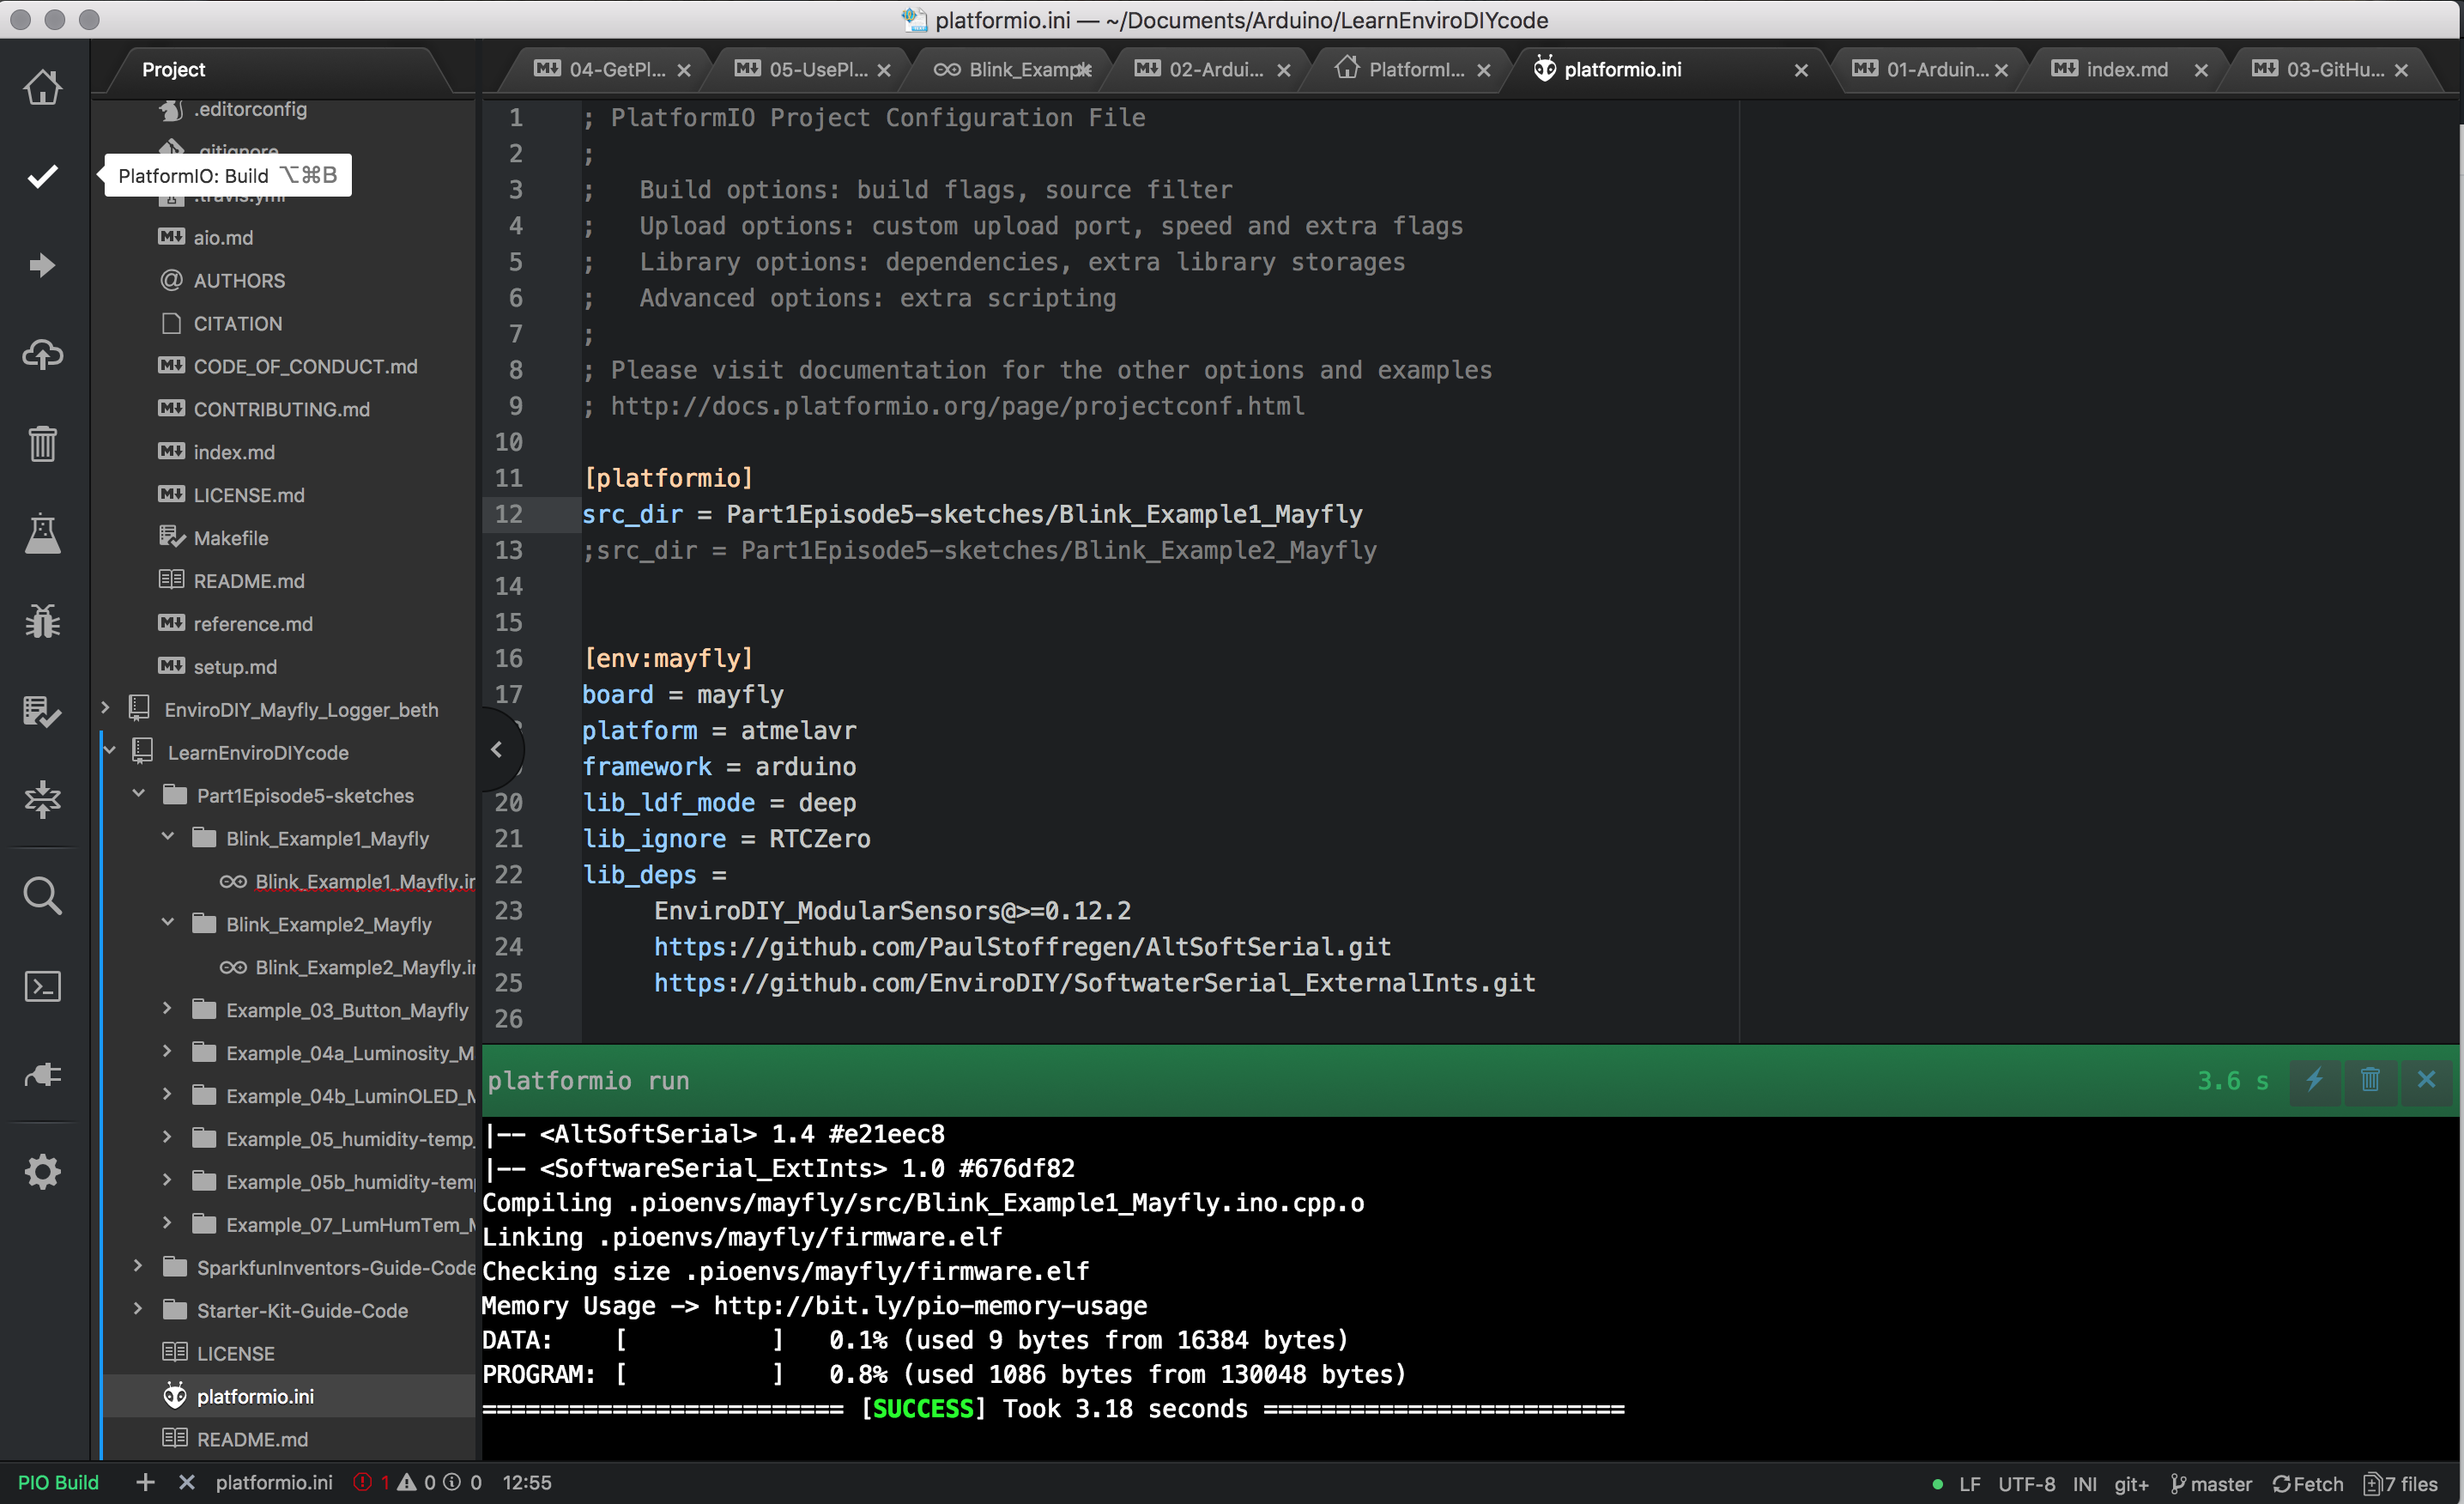 platformio.ini — ~/Documents/Arduino/LearnEnviroDIYcode
Project
04-GetPl...
05-UsePl...
Blink_Example
02-Ardui...
PlatformI...
platformio.ini
01-Arduin...
index.md
03-GitHu...
.editorconfig
.gitignore
PlatformIO: Build ⌥⌘B
.travis.yml
aio.md
AUTHORS
CITATION
CODE_OF_CONDUCT.md
CONTRIBUTING.md
index.md
LICENSE.md
Makefile
README.md
reference.md
setup.md
EnviroDIY_Mayfly_Logger_beth
LearnEnviroDIYcode
Part1Episode5-sketches
Blink_Example1_Mayfly
Blink_Example1_Mayfly.in
Blink_Example2_Mayfly
Blink_Example2_Mayfly.in
Example_03_Button_Mayfly
Example_04a_Luminosity_M
Example_04b_LuminOLED_M
Example_05_humidity-temp_
Example_05b_humidity-temp
Example_07_LumHumTem_M
SparkfunInventors-Guide-Code
Starter-Kit-Guide-Code
LICENSE
platformio.ini
README.md
1 ; PlatformIO Project Configuration File
2 ;
3 ;   Build options: build flags, source filter
4 ;   Upload options: custom upload port, speed and extra flags
5 ;   Library options: dependencies, extra library storages
6 ;   Advanced options: extra scripting
7 ;
8 ; Please visit documentation for the other options and examples
9 ; http://docs.platformio.org/page/projectconf.html
10
11 [platformio]
12 src_dir = Part1Episode5-sketches/Blink_Example1_Mayfly
13 ;src_dir = Part1Episode5-sketches/Blink_Example2_Mayfly
14
15
16 [env:mayfly]
17 board = mayfly
platform = atmelavr
framework = arduino
20 lib_ldf_mode = deep
21 lib_ignore = RTCZero
22 lib_deps =
23      EnviroDIY_ModularSensors@>=0.12.2
24      https://github.com/PaulStoffregen/AltSoftSerial.git
25      https://github.com/EnviroDIY/SoftwaterSerial_ExternalInts.git
26
platformio run 3.6 s
|-- <AltSoftSerial> 1.4 #e21eec8
|-- <SoftwareSerial_ExtInts> 1.0 #676df82
Compiling .pioenvs/mayfly/src/Blink_Example1_Mayfly.ino.cpp.o
Linking .pioenvs/mayfly/firmware.elf
Checking size .pioenvs/mayfly/firmware.elf
Memory Usage -> http://bit.ly/pio-memory-usage
DATA:    [          ]   0.1% (used 9 bytes from 16384 bytes)
PROGRAM: [          ]   0.8% (used 1086 bytes from 130048 bytes)
========================= [SUCCESS] Took 3.18 seconds =========================
PIO Build + × platformio.ini 1 0 0 12:55 LF UTF-8 INI git+ master Fetch 7 files